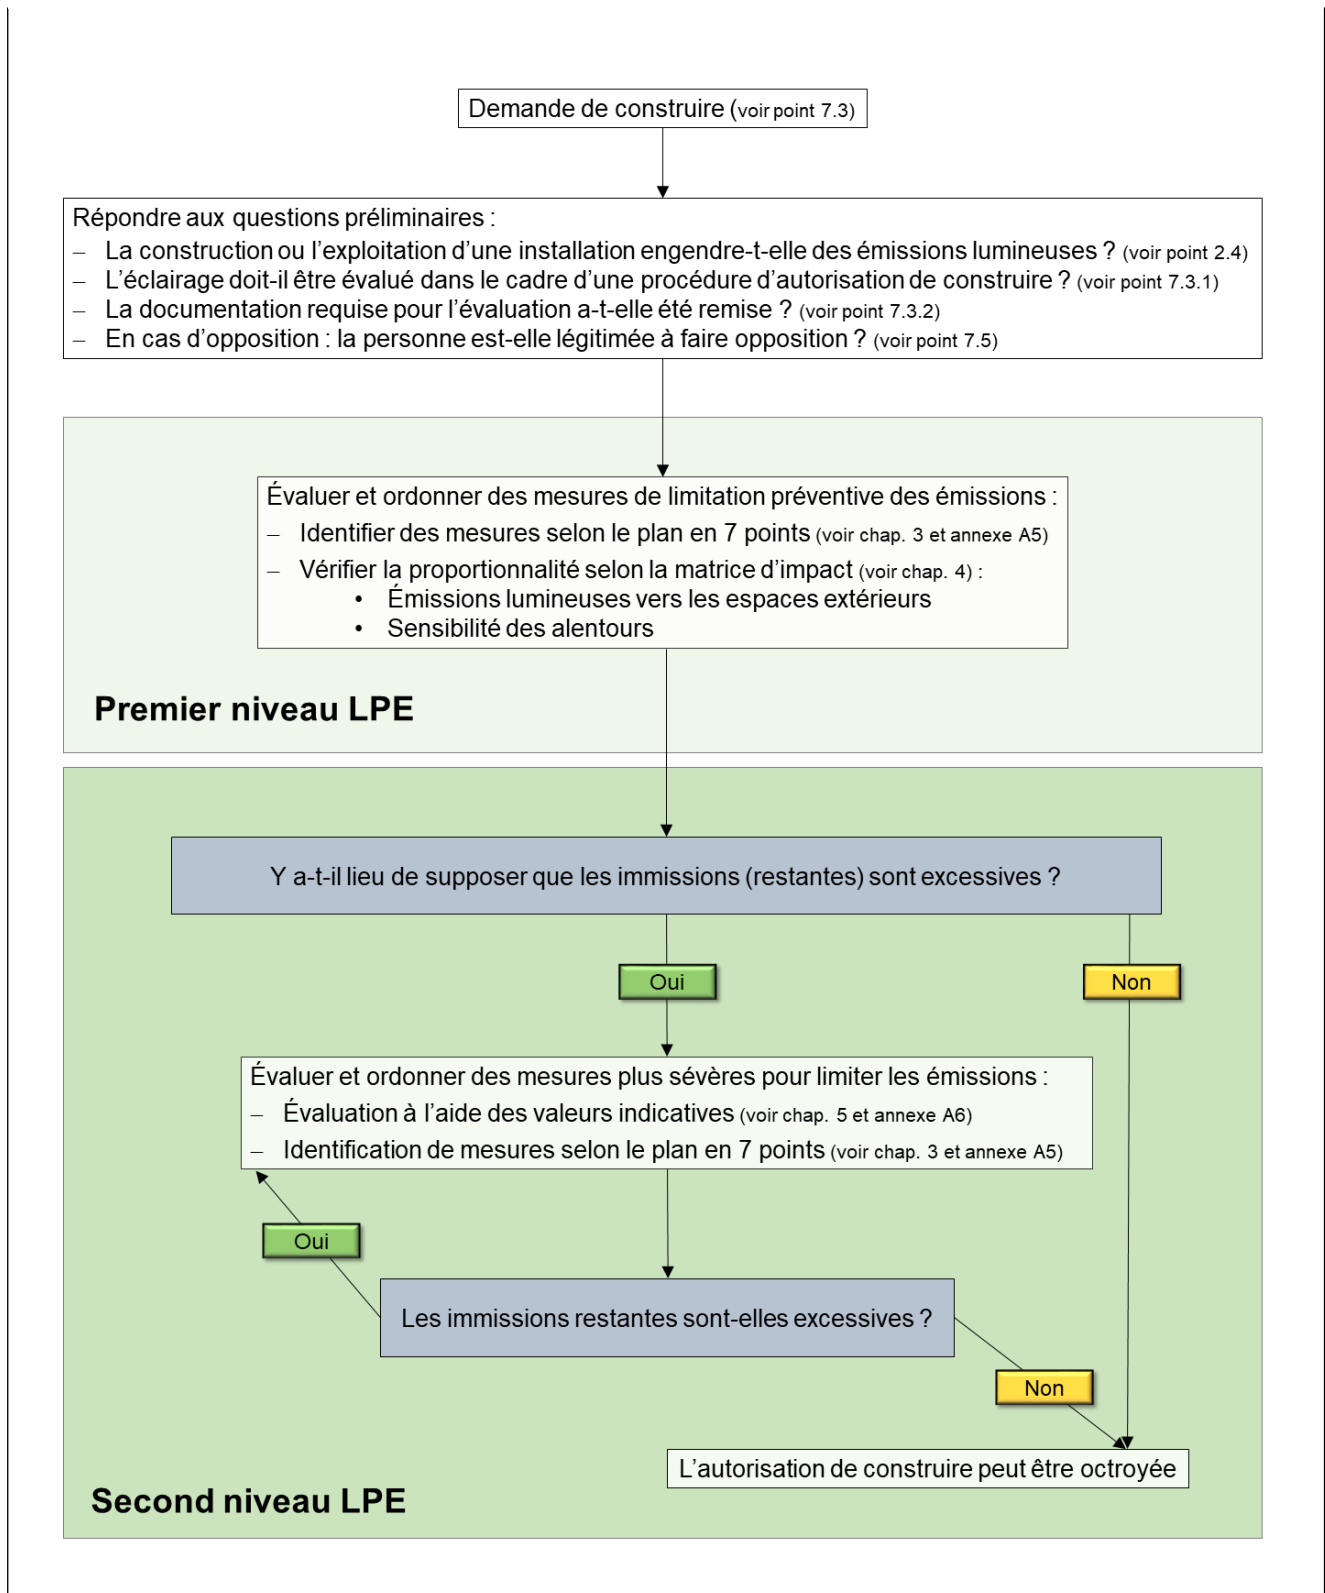 Demande de construire (voir point 7.3)
Répondre aux questions préliminaires :
– La construction ou l’exploitation d’une installation engendre-t-elle des émissions lumineuses ? (voir point 2.4)
– L’éclairage doit-il être évalué dans le cadre d’une procédure d’autorisation de construire ? (voir point 7.3.1)
– La documentation requise pour l’évaluation a-t-elle été remise ? (voir point 7.3.2)
– En cas d’opposition : la personne est-elle légitimée à faire opposition ? (voir point 7.5)
Évaluer et ordonner des mesures de limitation préventive des émissions :
– Identifier des mesures selon le plan en 7 points (voir chap. 3 et annexe A5)
– Vérifier la proportionnalité selon la matrice d’impact (voir chap. 4) :
• Émissions lumineuses vers les espaces extérieurs
• Sensibilité des alentours
Premier niveau LPE
Y a-t-il lieu de supposer que les immissions (restantes) sont excessives ?
Oui
Non
Évaluer et ordonner des mesures plus sévères pour limiter les émissions :
– Évaluation à l’aide des valeurs indicatives (voir chap. 5 et annexe A6)
– Identification de mesures selon le plan en 7 points (voir chap. 3 et annexe A5)
Oui
Les immissions restantes sont-elles excessives ?
Non
L’autorisation de construire peut être octroyée
Second niveau LPE